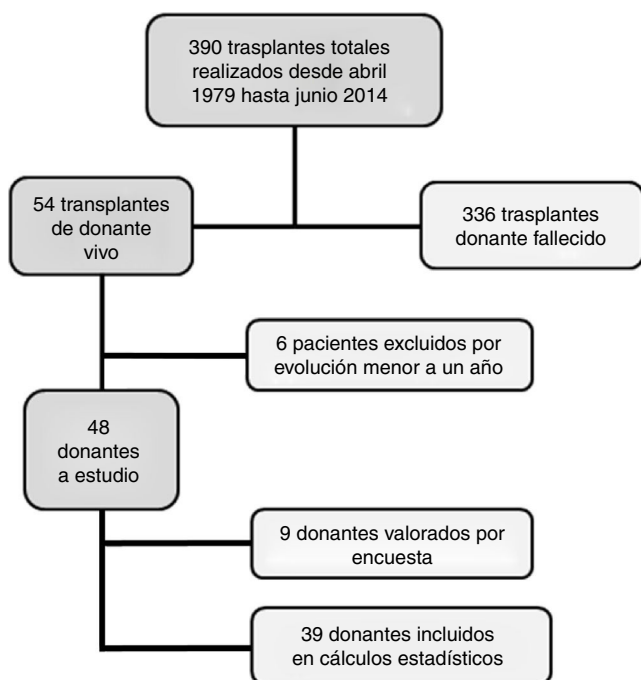 390 trasplantes totales
realizados desde abril
1979 hasta junio 2014
54 transplantes
de donante
vivo
336 trasplantes
donante fallecido
6 pacientes excluidos por
evolución menor a un año
48
donantes
a estudio
9 donantes valorados por
encuesta
39 donantes incluidos
en cálculos estadísticos